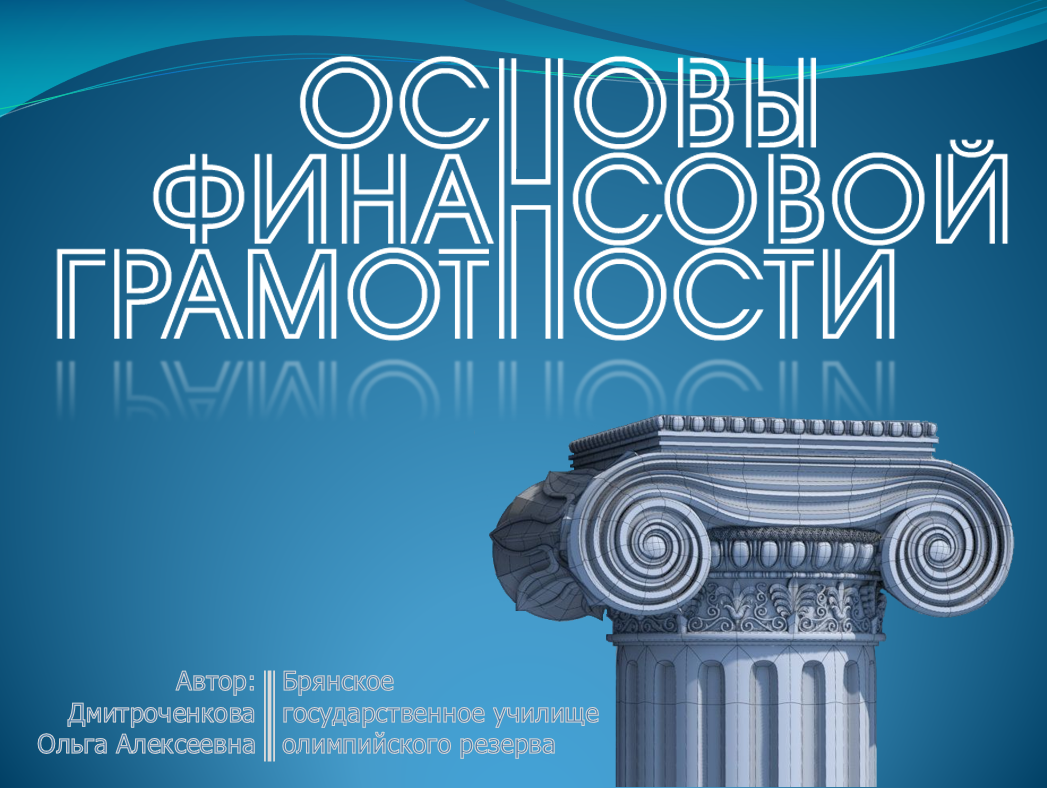 ОСНОВЫ
ФИНАНСОВОЙ
ГРАМОТНОСТИ
Автор:
Дмитроченкова
Ольга Алексеевна
Брянское
государственное училище
олимпийского резерва